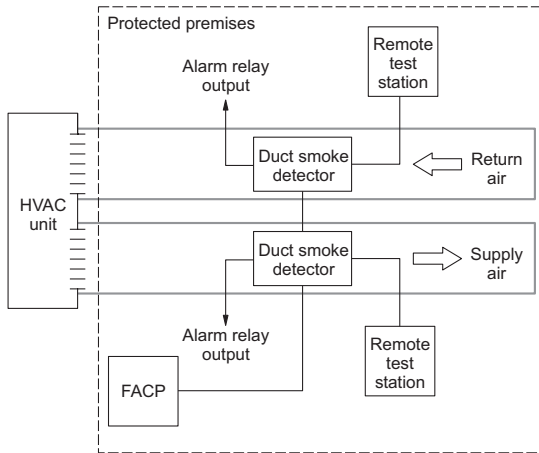 Protected premises
Remote
test
station
Alarm relay
output
Duct smoke
detector
Return
air
HVAC
unit
Duct smoke
detector
Supply
air
Alarm relay
output
Remote
test
station
FACP